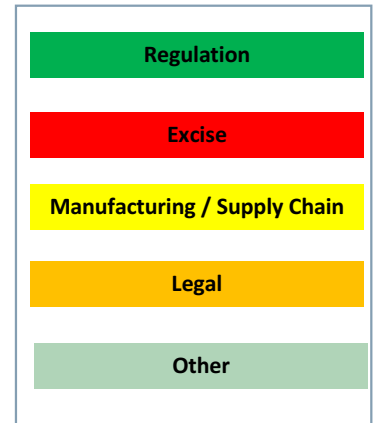 Regulation
Excise
Manufacturing / Supply Chain
Legal
Other